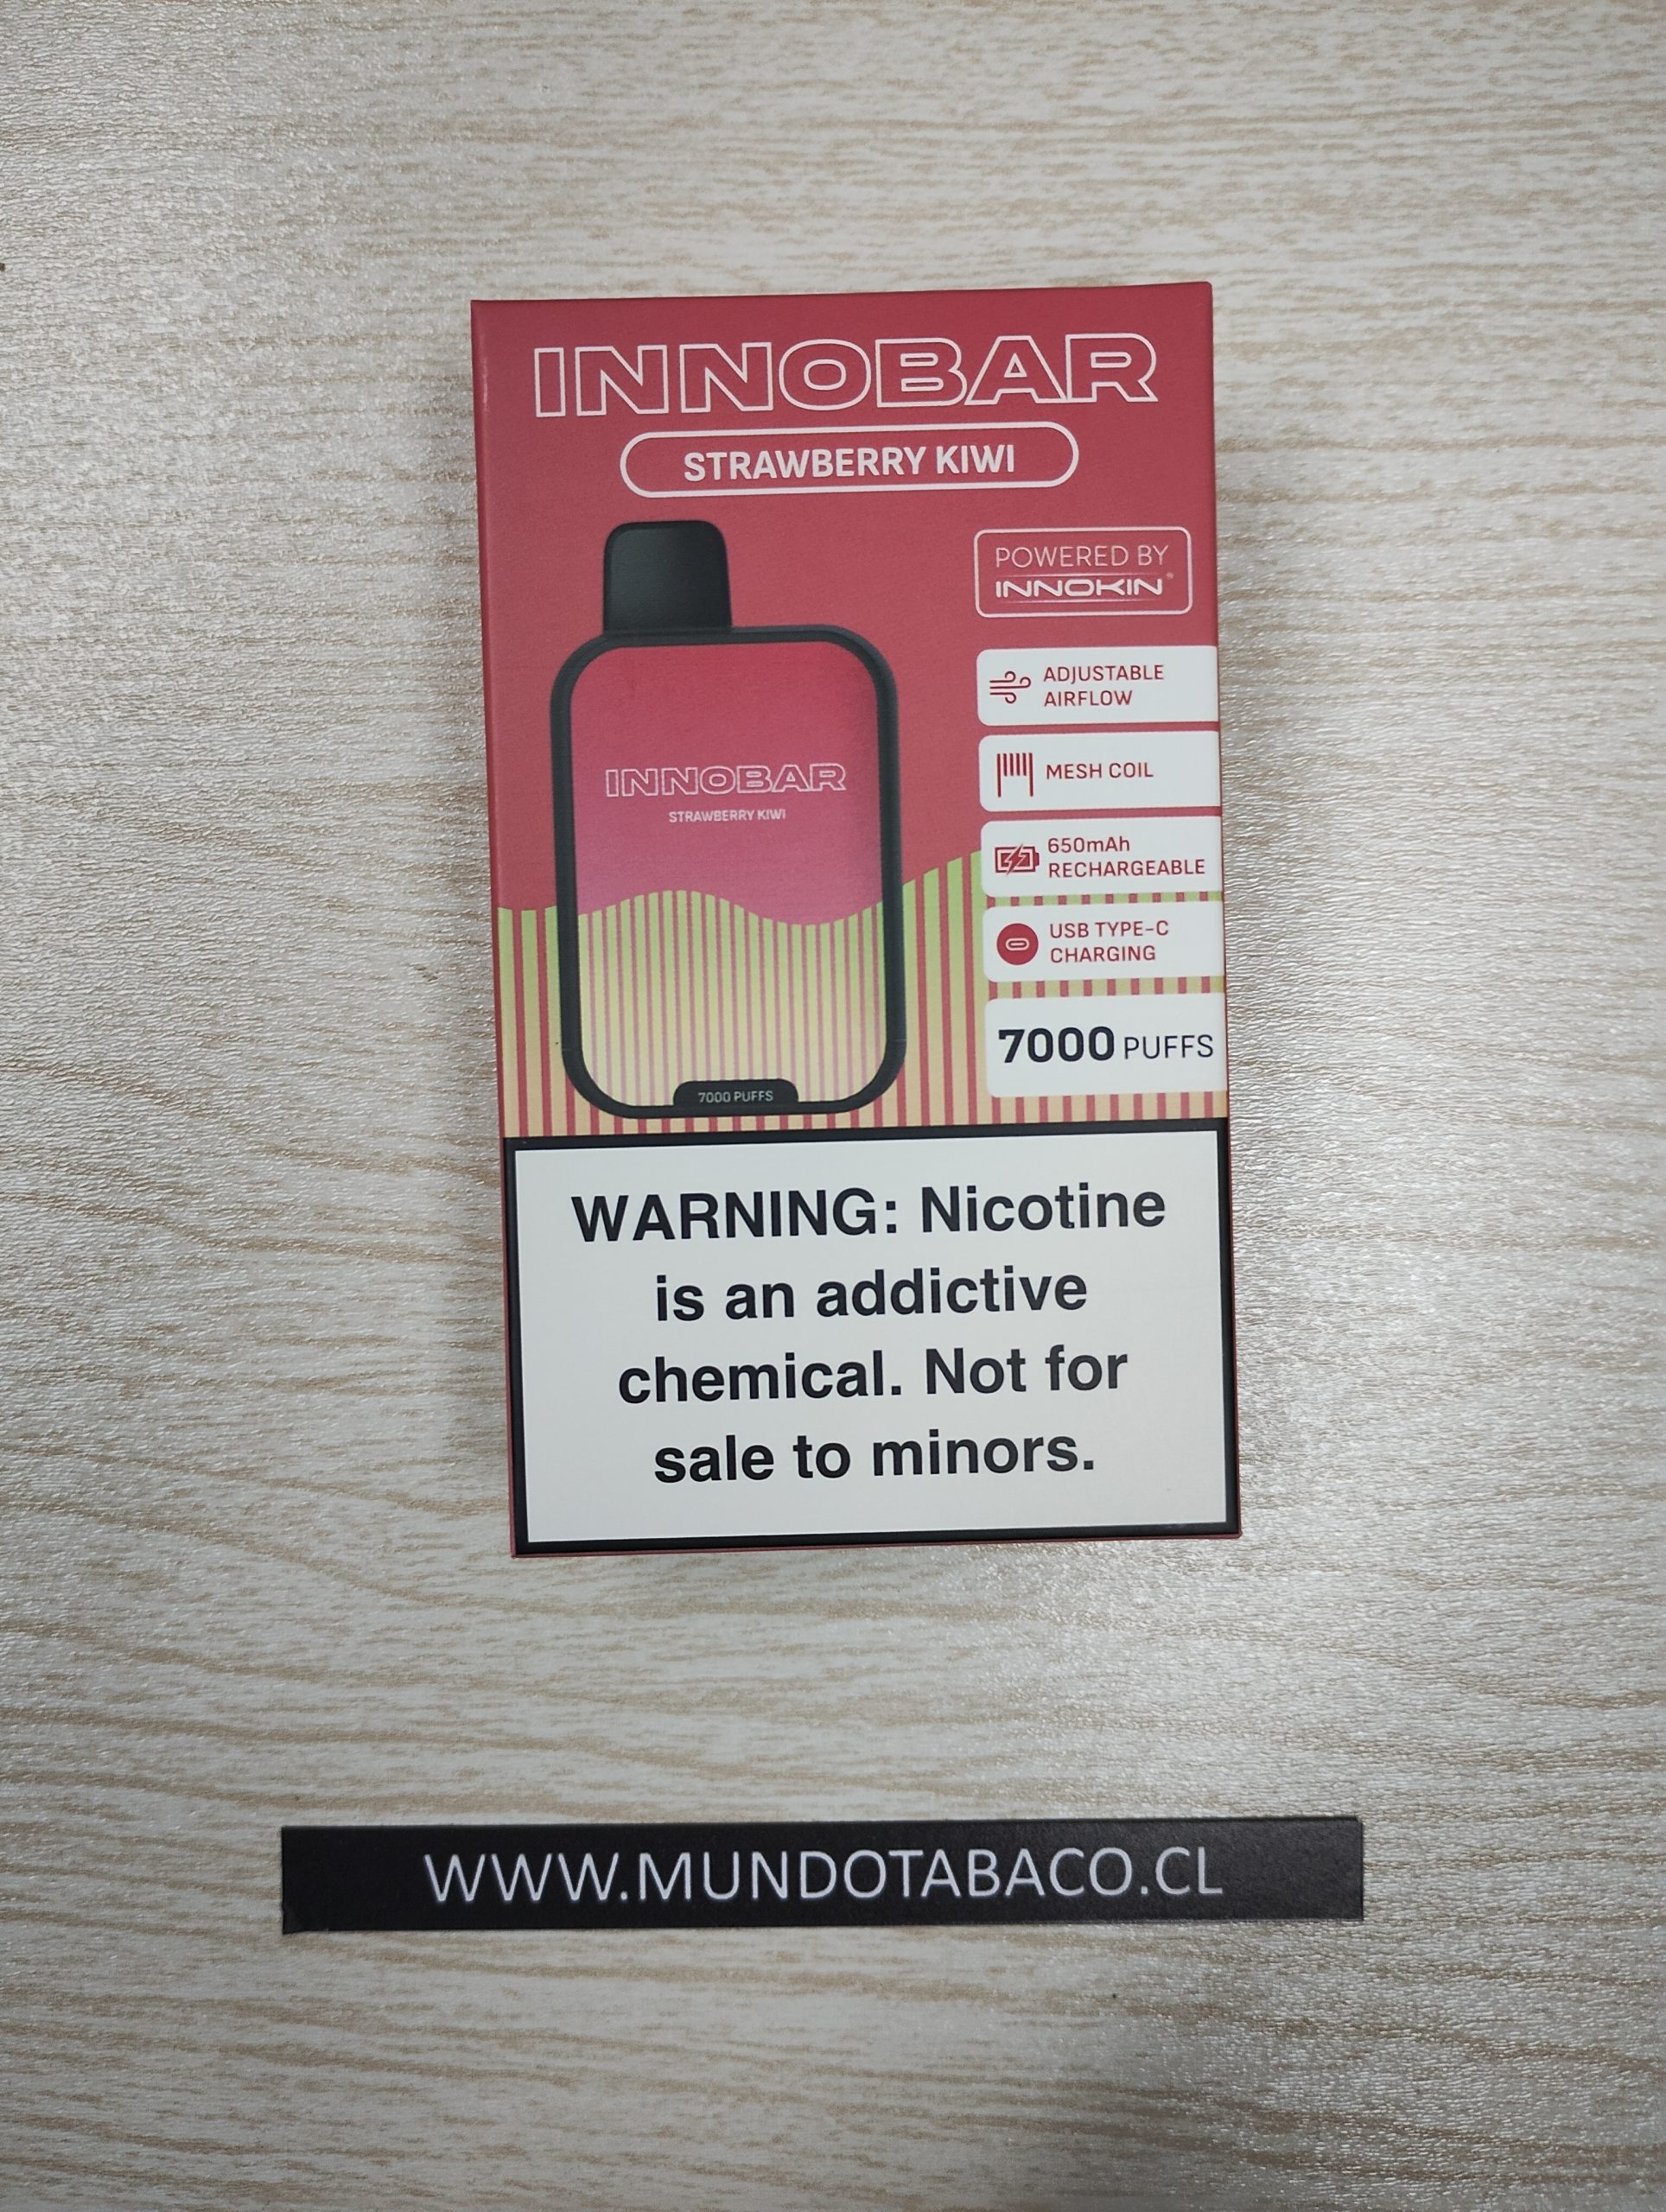 INNOBAR
STRAWBERRY KIWI
POWERED BY
INNOKIN
ADJUSTABLE
AIRFLOW
MESH COIL
650mAh
RECHARGEABLE
USB TYPE-C
CHARGING
7000 PUFFS
INNOBAR
STRAWBERRY KIWI
7000 PUFFS
WARNING: Nicotine
is an addictive
chemical. Not for
sale to minors.
WWW.MUNDOTABACO.CL